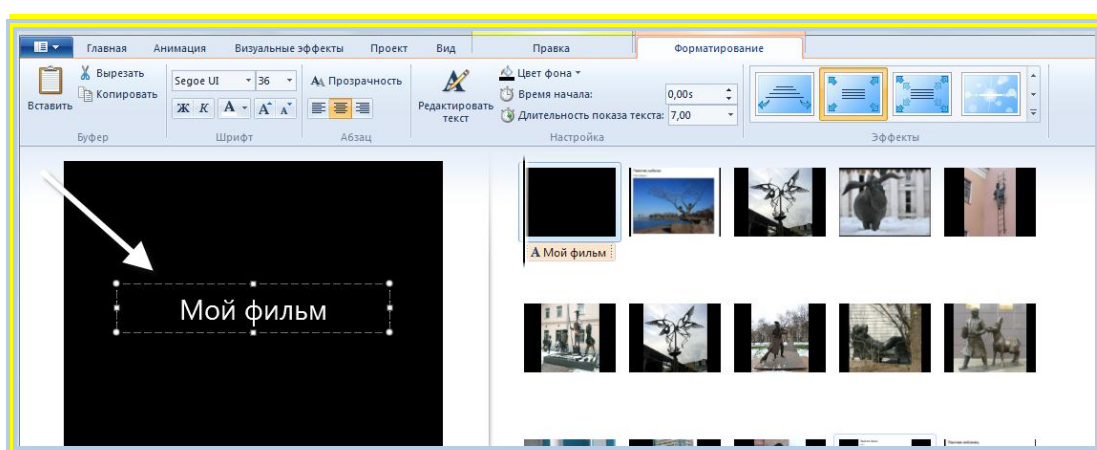 Главная Анимация Визуальные эффекты Проект Вид Правка Форматирование
Вставить
Вырезать
Копировать
Буфер
Segoe UI 36
Ж К А А А
Шрифт
Прозрачность
Абзац
Редактировать
текст
Цвет фона
Время начала: 0,00s
Длительность показа текста: 7,00
Настройка
Эффекты
Мой фильм
А Мой фильм